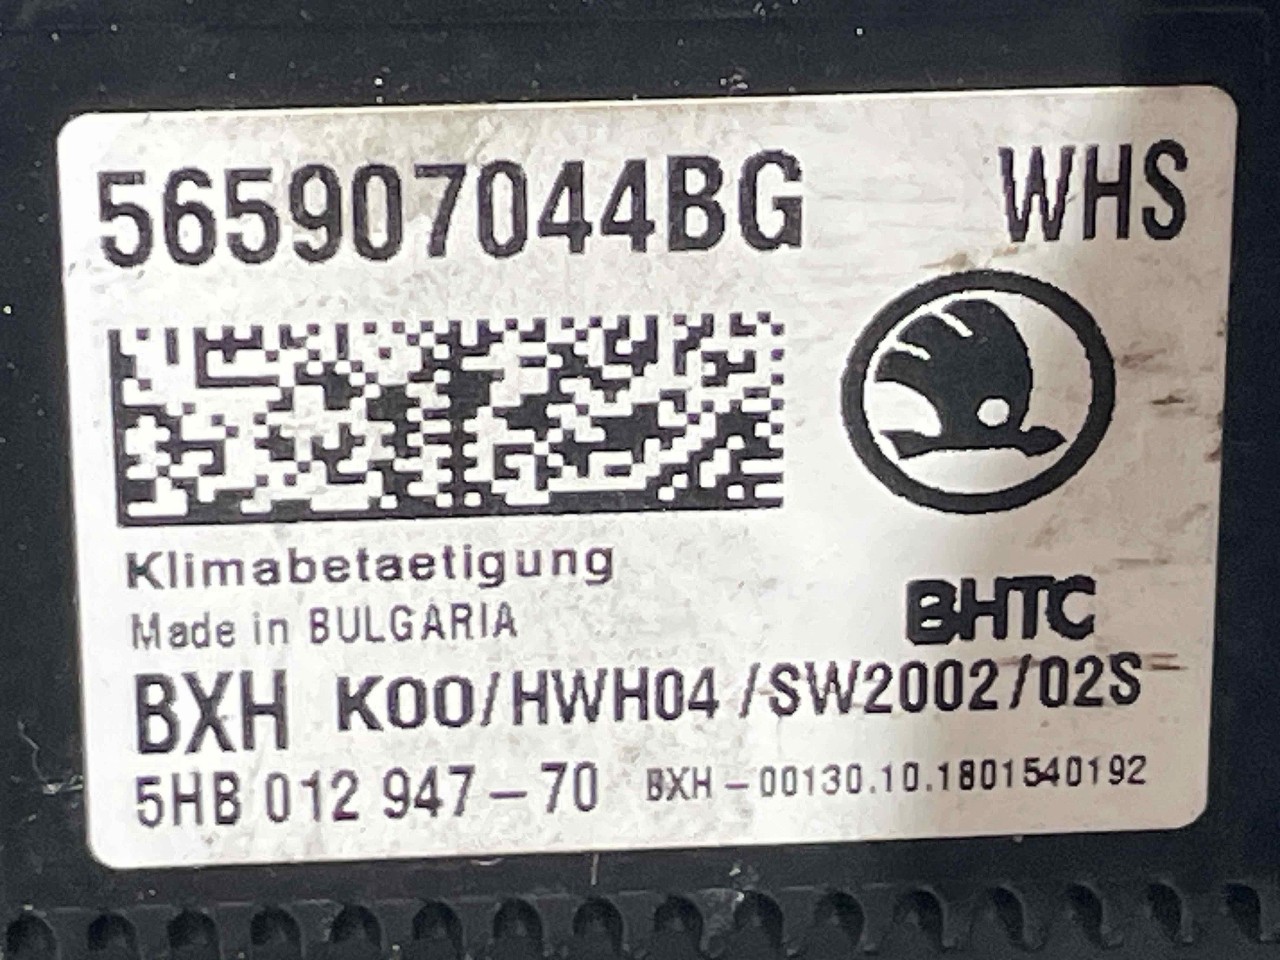 565907044BG WHS
Klimabetaetigung
Made in BULGARIA
BHTC
BXH K00/HWH04 /SW2002/02S
5HB 012 947-70 BXH-00130.10.1801540192